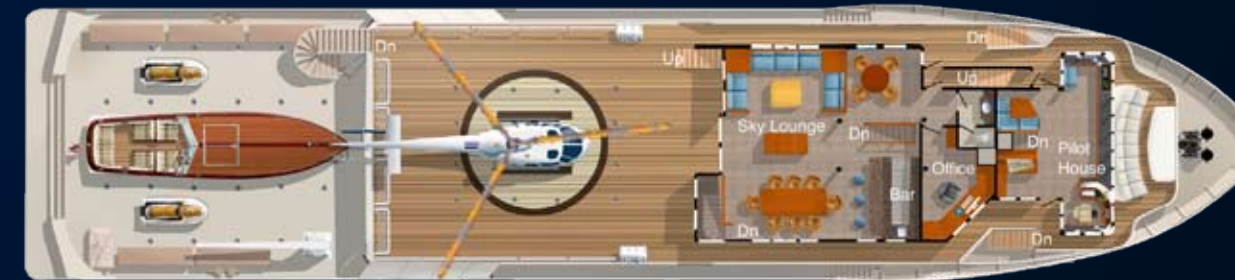 Dn
Dn
Up
Up
Sky Lounge
Dn
Dn
Pilot
House
Office
Bar
Dn
Dn